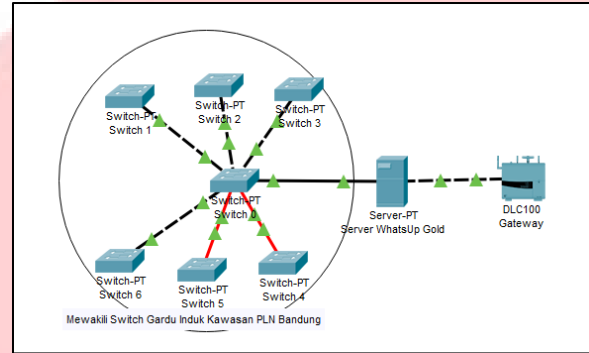 Switch-PT
Switch 1
Switch-PT
Switch 2
Switch-PT
Switch 3
Switch-PT
Switch 0
Server-PT
Server WhatsUp Gold
DLC100
Gateway
Switch-PT
Switch 6
Switch-PT
Switch 5
Switch-PT
Switch 4
Mewakili Switch Gardu Induk Kawasan PLN Bandung